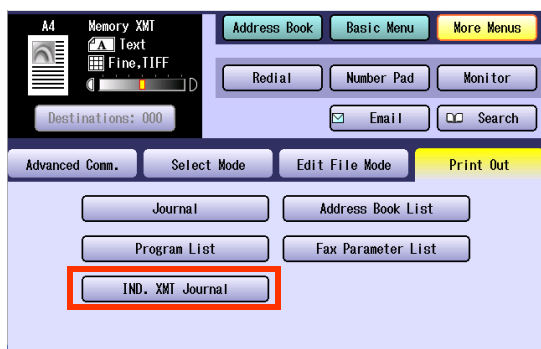 A4 Memory XMT
A Text
Fine,TIFF
D
Destinations: 000
Address Book Basic Menu More Menus
Redial Number Pad Monitor
Email Search
Advanced Comm. Select Mode Edit File Mode Print Out
Journal Address Book List
Program List Fax Parameter List
IND. XMT Journal